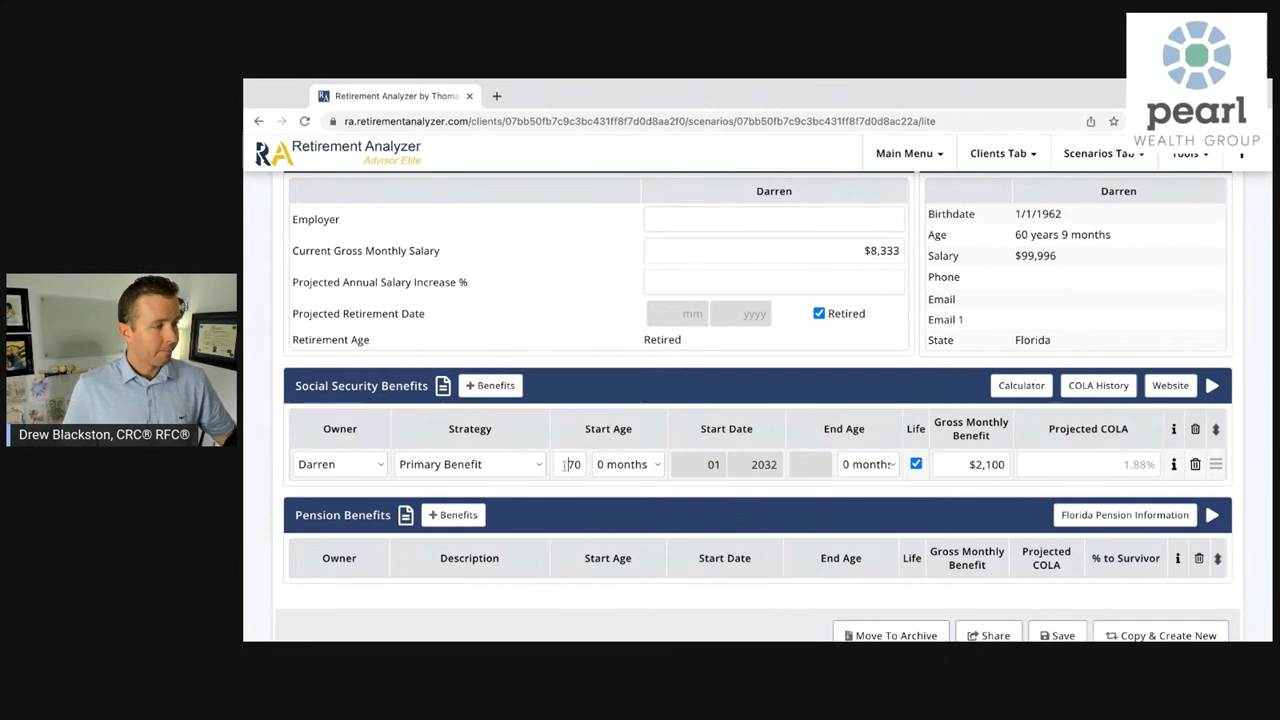 pearl
WEALTH GROUP
Retirement Analyzer by Thoma
ra.retirementanalyzer.com/clients/07bb50fb7c9c3bc431ff8f7d0d8aa2f0/scenarios/07bb50fb7c9c3bc431ff8f7d0d8ac22a/lite
RA Retirement Analyzer
Advisor Elite
Main Menu Clients Tab Scenarios Tab Tools
Darren Darren
Employer
Current Gross Monthly Salary $8,333
Projected Annual Salary Increase %
Projected Retirement Date mm yyyy Retired
Retirement Age Retired
Birthdate 1/1/1962
Age 60 years 9 months
Salary $99,996
Phone
Email
Email 1
State Florida
Social Security Benefits + Benefits Calculator COLA History Website
Owner Strategy Start Age Start Date End Age Life Gross Monthly Benefit Projected COLA
Darren Primary Benefit 70 0 months 01 2032 0 months $2,100 1.88%
Pension Benefits + Benefits Florida Pension Information
Owner Description Start Age Start Date End Age Life Gross Monthly Benefit Projected COLA % to Survivor
Move To Archive Share Save Copy & Create New
Drew Blackston, CRC® RFC®